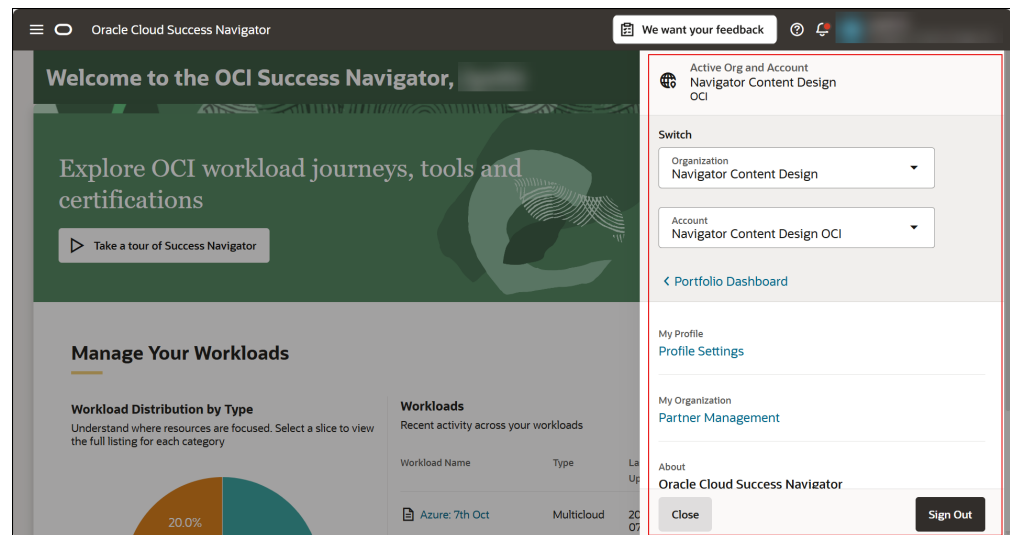 Oracle Cloud Success Navigator
We want your feedback
Welcome to the OCI Success Navigator,
Explore OCI workload journeys, tools and
certifications
Take a tour of Success Navigator
Manage Your Workloads
Workload Distribution by Type
Understand where resources are focused. Select a slice to view
the full listing for each category
20.0%
Workloads
Recent activity across your workloads
Workload Name Type La
Up
Azure: 7th Oct Multicloud 20
07
Active Org and Account
Navigator Content Design
OCI
Switch
Organization
Navigator Content Design
Account
Navigator Content Design OCI
Portfolio Dashboard
My Profile
Profile Settings
My Organization
Partner Management
About
Oracle Cloud Success Navigator
Close Sign Out